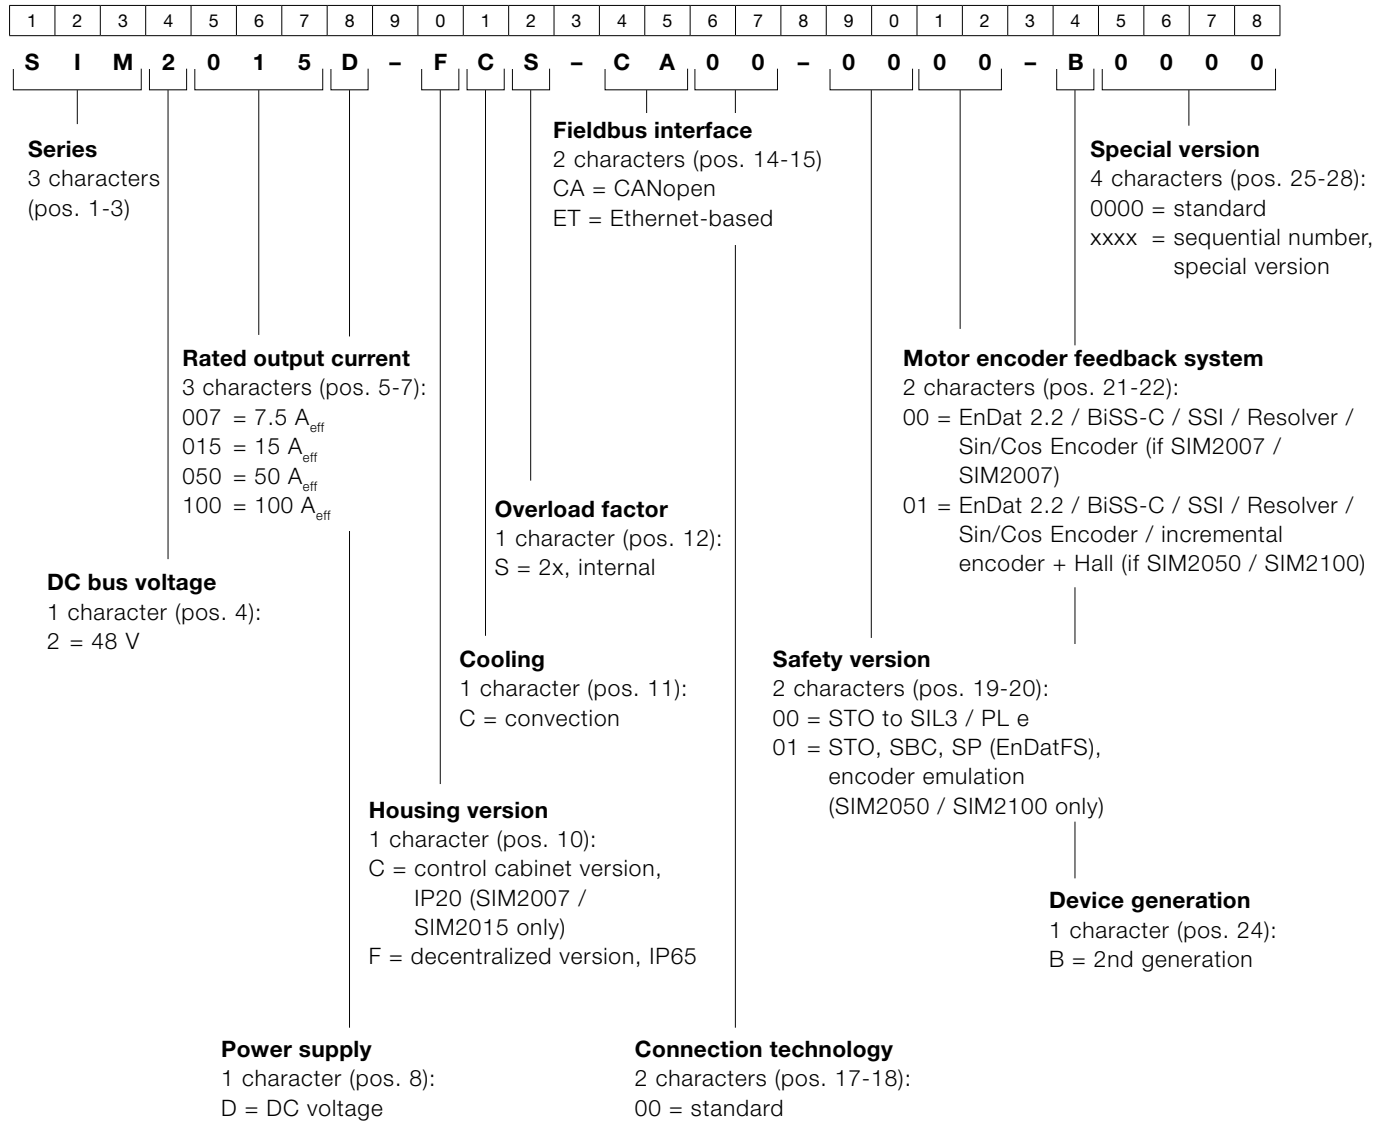 1 2 3 4 5 6 7 8 9 0 1 2 3 4 5 6 7 8 9 0 1 2 3 4 5 6 7 8
S I M 2 0 1 5 D – F C S – C A 0 0 – 0 0 0 0 – B 0 0 0 0
Series
3 characters
(pos. 1-3)
Fieldbus interface
2 characters (pos. 14-15)
CA = CANopen
ET = Ethernet-based
Special version
4 characters (pos. 25-28):
0000 = standard
xxxx = sequential number,
special version
Rated output current
3 characters (pos. 5-7):
007 = 7.5 Aeff
015 = 15 Aeff
050 = 50 Aeff
100 = 100 Aeff
Motor encoder feedback system
2 characters (pos. 21-22):
00 = EnDat 2.2 / BiSS-C / SSI / Resolver /
Sin/Cos Encoder (if SIM2007 /
SIM2007)
01 = EnDat 2.2 / BiSS-C / SSI / Resolver /
Sin/Cos Encoder / incremental
encoder + Hall (if SIM2050 / SIM2100)
Overload factor
1 character (pos. 12):
S = 2x, internal
DC bus voltage
1 character (pos. 4):
2 = 48 V
Cooling
1 character (pos. 11):
C = convection
Safety version
2 characters (pos. 19-20):
00 = STO to SIL3 / PL e
01 = STO, SBC, SP (EnDatFS),
encoder emulation
(SIM2050 / SIM2100 only)
Housing version
1 character (pos. 10):
C = control cabinet version,
IP20 (SIM2007 /
SIM2015 only)
F = decentralized version, IP65
Device generation
1 character (pos. 24):
B = 2nd generation
Power supply
1 character (pos. 8):
D = DC voltage
Connection technology
2 characters (pos. 17-18):
00 = standard